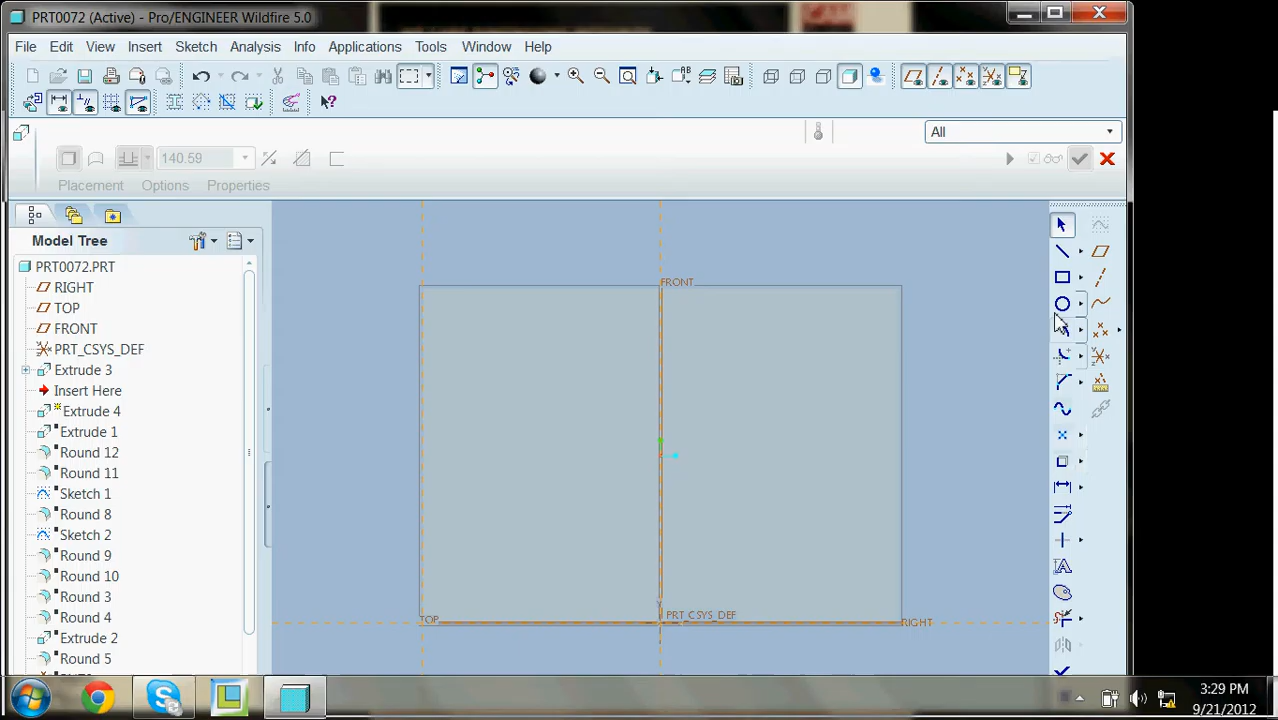 PRT0072 (Active) - Pro/ENGINEER Wildfire 5.0
File Edit View Insert Sketch Analysis Info Applications Tools Window Help
All
140.59
Placement Options Properties
Model Tree
PRT0072.PRT
RIGHT
TOP
FRONT
PRT_CSYS_DEF
Extrude 3
Insert Here
Extrude 4
Extrude 1
Round 12
Round 11
Sketch 1
Round 8
Sketch 2
Round 9
Round 10
Round 3
Round 4
Extrude 2
Round 5
FRONT
PRT_CSYS_DEF
TOP
RIGHT
3:29 PM
9/21/2012